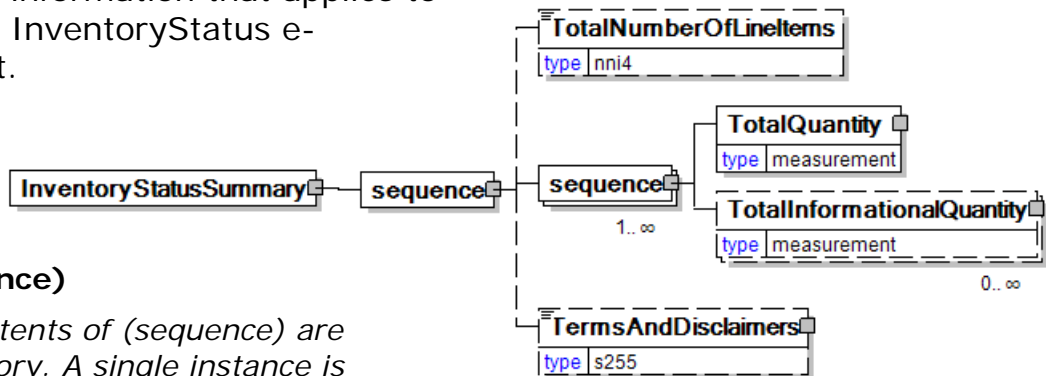 information that applies to
InventoryStatus e-
t.
nce)
tents of (sequence) are
ory. A single instance is
InventoryStatusSummary
sequence
TotalNumberOfLineItems
type nni4
sequence
1.. ∞
TotalQuantity
type measurement
TotalInformationalQuantity
type measurement
0.. ∞
TermsAndDisclaimers
type s255